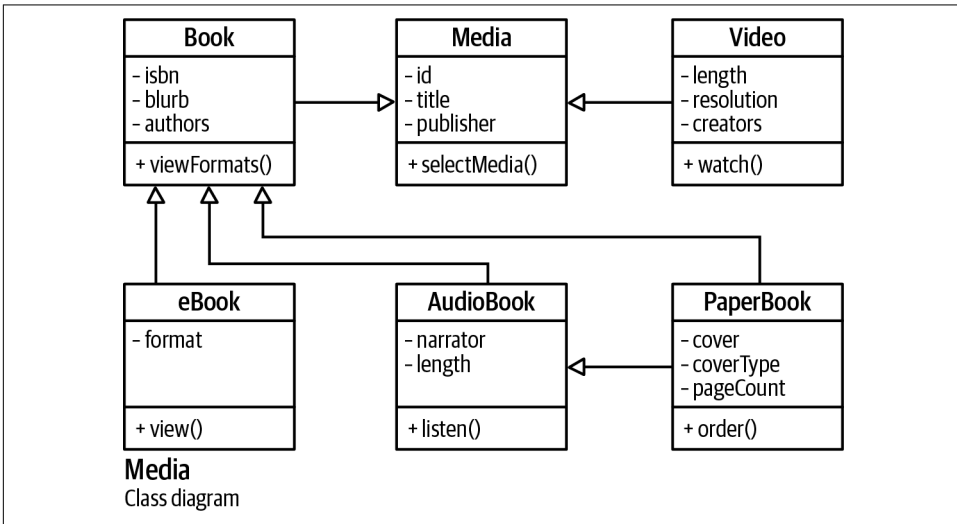 Book
– isbn
– blurb
– authors
+ viewFormats()
Media
– id
– title
– publisher
+ selectMedia()
Video
– length
– resolution
– creators
+ watch()
eBook
– format
+ view()
AudioBook
– narrator
– length
+ listen()
PaperBook
– cover
– coverType
– pageCount
+ order()
Media
Class diagram